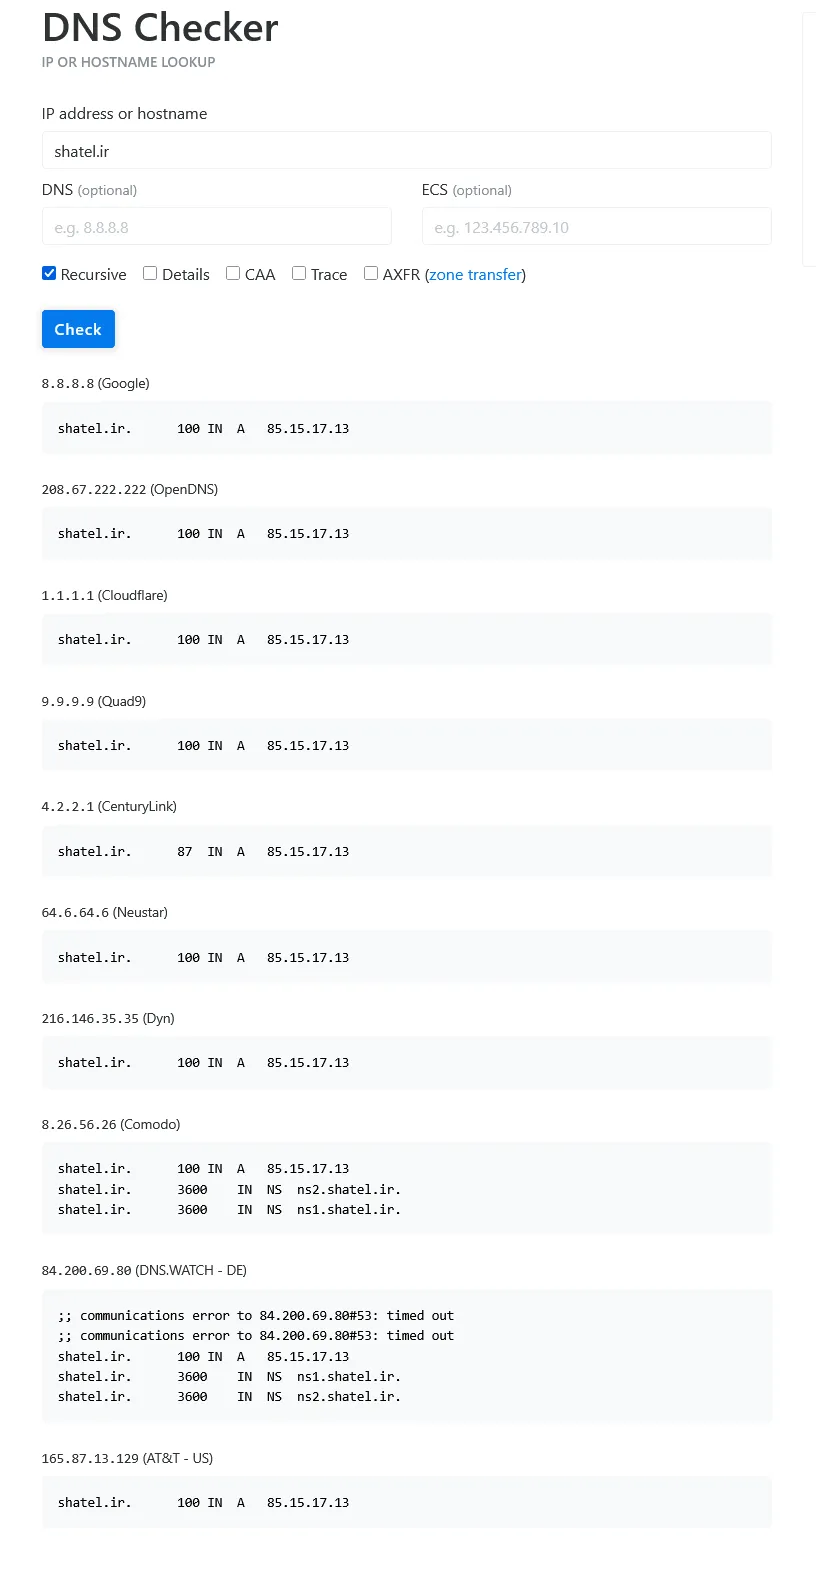 DNS Checker
IP OR HOSTNAME LOOKUP
IP address or hostname
shatel.ir
DNS (optional) ECS (optional)
e.g. 8.8.8.8 e.g. 123.456.789.10
Recursive Details CAA Trace AXFR (zone transfer)
Check
8.8.8.8 (Google)
shatel.ir. 100 IN A 85.15.17.13
208.67.222.222 (OpenDNS)
shatel.ir. 100 IN A 85.15.17.13
1.1.1.1 (Cloudflare)
shatel.ir. 100 IN A 85.15.17.13
9.9.9.9 (Quad9)
shatel.ir. 100 IN A 85.15.17.13
4.2.2.1 (CenturyLink)
shatel.ir. 87 IN A 85.15.17.13
64.6.64.6 (Neustar)
shatel.ir. 100 IN A 85.15.17.13
216.146.35.35 (Dyn)
shatel.ir. 100 IN A 85.15.17.13
8.26.56.26 (Comodo)
shatel.ir. 100 IN A 85.15.17.13
shatel.ir. 3600 IN NS ns2.shatel.ir.
shatel.ir. 3600 IN NS ns1.shatel.ir.
84.200.69.80 (DNS.WATCH - DE)
;; communications error to 84.200.69.80#53: timed out
;; communications error to 84.200.69.80#53: timed out
shatel.ir. 100 IN A 85.15.17.13
shatel.ir. 3600 IN NS ns1.shatel.ir.
shatel.ir. 3600 IN NS ns2.shatel.ir.
165.87.13.129 (AT&T - US)
shatel.ir. 100 IN A 85.15.17.13